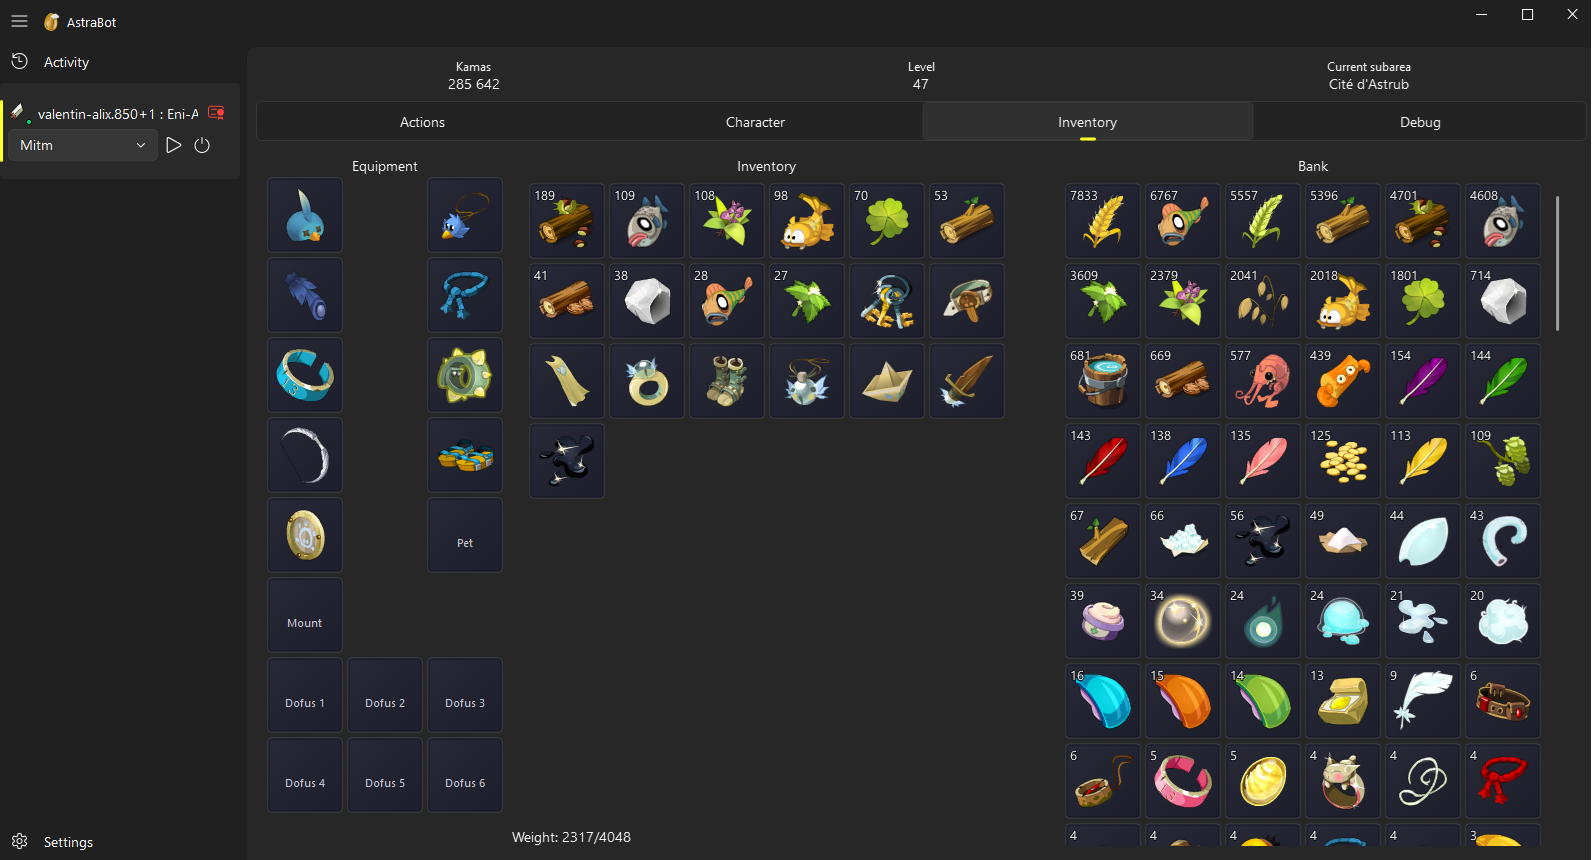 AstraBot
Activity
valentin-alix.850+1 : Eni-A
Mitm
Settings
Kamas
285 642
Level
47
Current subarea
Cité d'Astrub
Actions
Character
Inventory
Debug
Equipment
Pet
Mount
Dofus 1
Dofus 2
Dofus 3
Dofus 4
Dofus 5
Dofus 6
Inventory
189 109 108 98 70 53
41 38 28 27
Weight: 2317/4048
Bank
7833 6767 5557 5396 4701 4608
3609 2379 2041 2018 1801 714
681 669 577 439 154 144
143 138 135 125 113 109
67 66 56 49 44 43
39 34 24 24 21 20
16 15 14 13 9 6
6 5 5 4 4 4
4 4 4 4 4 3